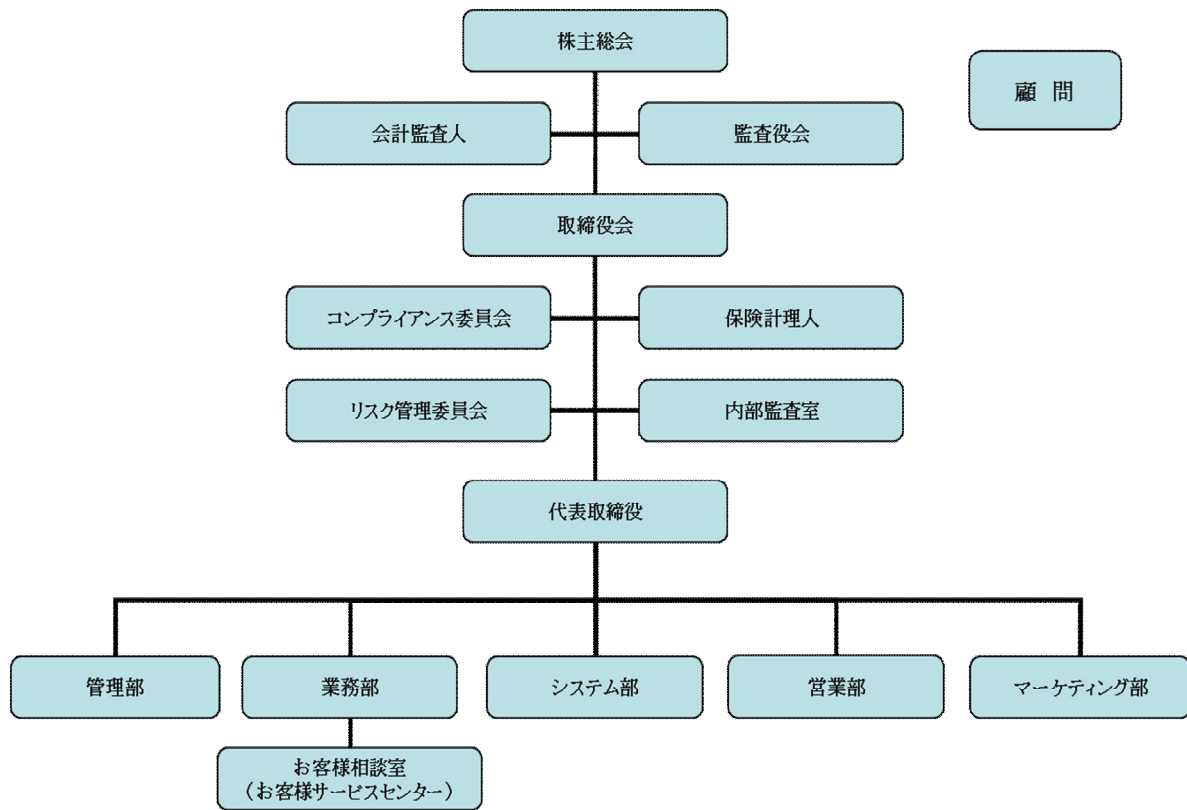 株主総会
顧　問
会計監査人
監査役会
取締役会
コンプライアンス委員会
保険計理人
リスク管理委員会
内部監査室
代表取締役
管理部
業務部
システム部
営業部
マーケティング部
お客様相談室
（お客様サービスセンター）